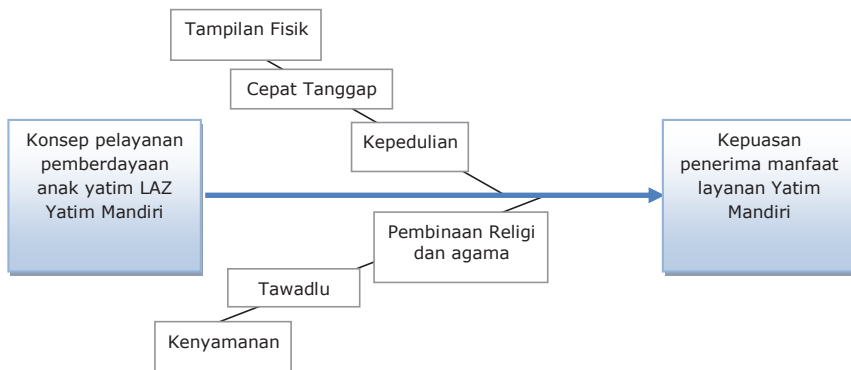 Tampilan Fisik
Cepat Tanggap
Kepedulian
Konsep pelayanan
pemberdayaan
anak yatim LAZ
Yatim Mandiri
Kepuasan
penerima manfaat
layanan Yatim
Mandiri
Pembinaan Religi
dan agama
Tawadlu
Kenyamanan